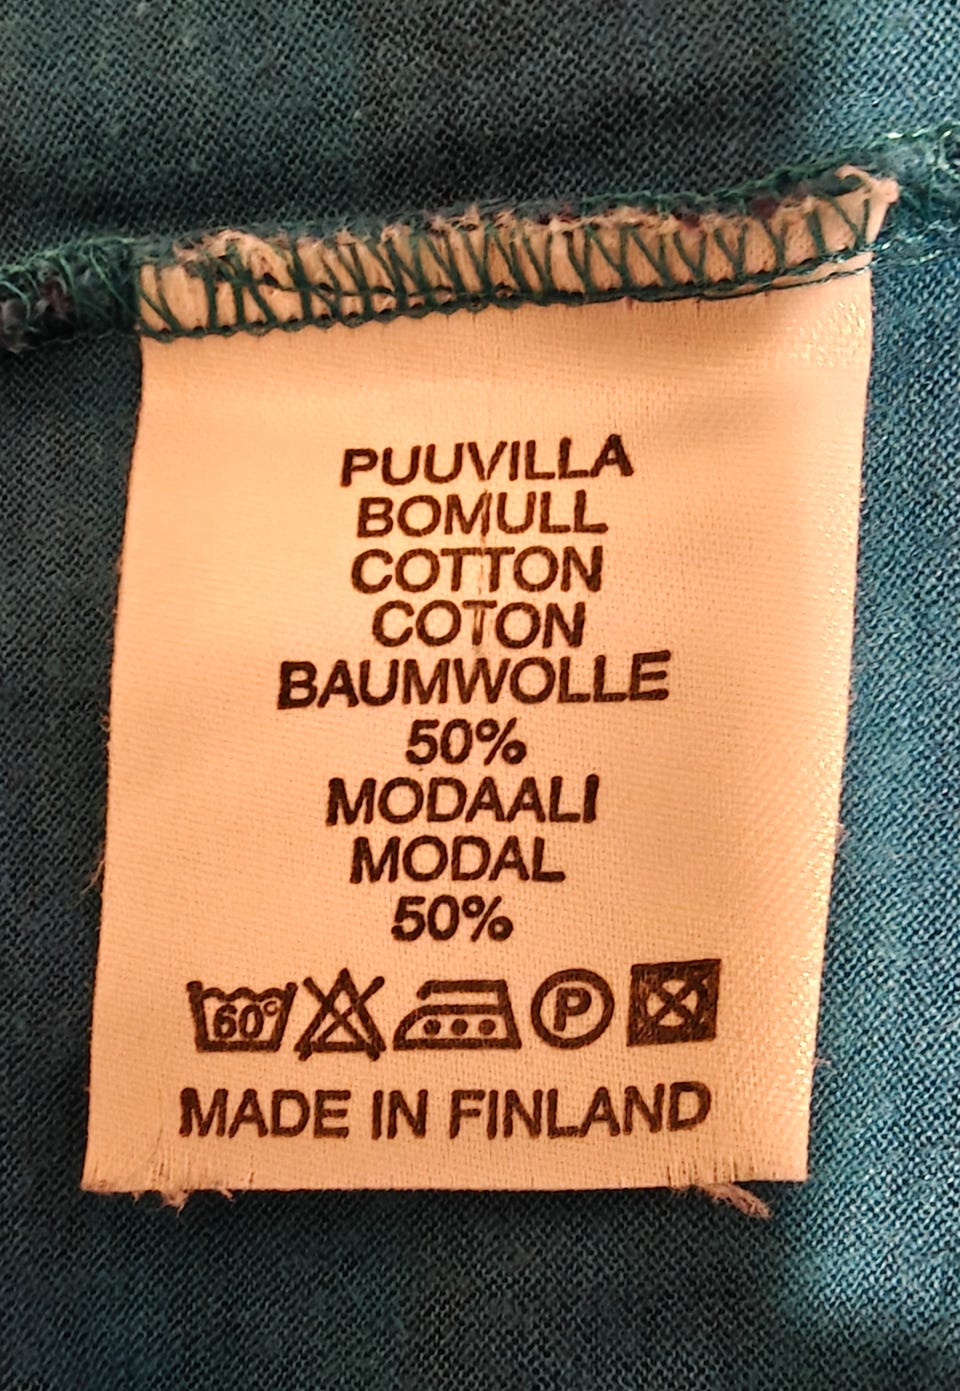 PUUVILLA
BOMULL
COTTON
COTON
BAUMWOLLE
50%
MODAALI
MODAL
50%
60° P
MADE IN FINLAND